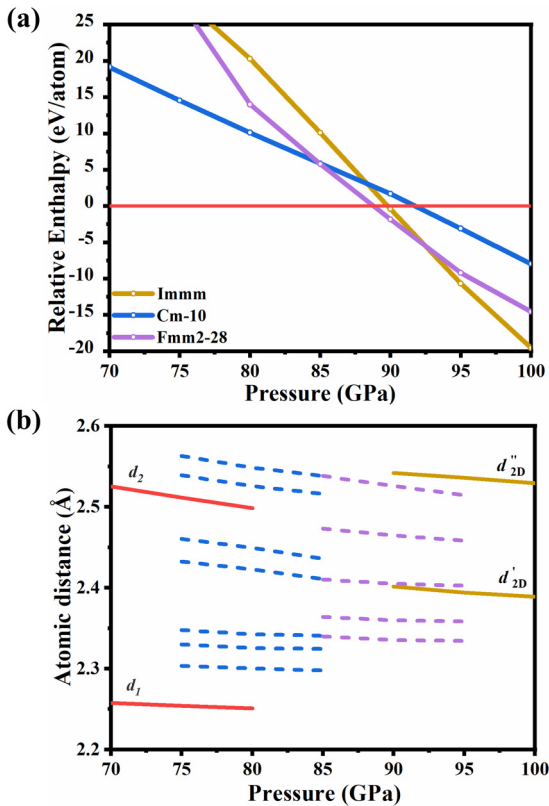 (a)
Relative Enthalpy (eV/atom)
25
20
15
10
5
0
-5
-10
-15
-20
Immm
Cm-10
Fmm2-28
70 75 80 85 90 95 100
Pressure (GPa)
(b)
Atomic distance (Å)
2.6
2.5
2.4
2.3
2.2
d2
d1
d''2D
d'2D
70 75 80 85 90 95 100
Pressure (GPa)